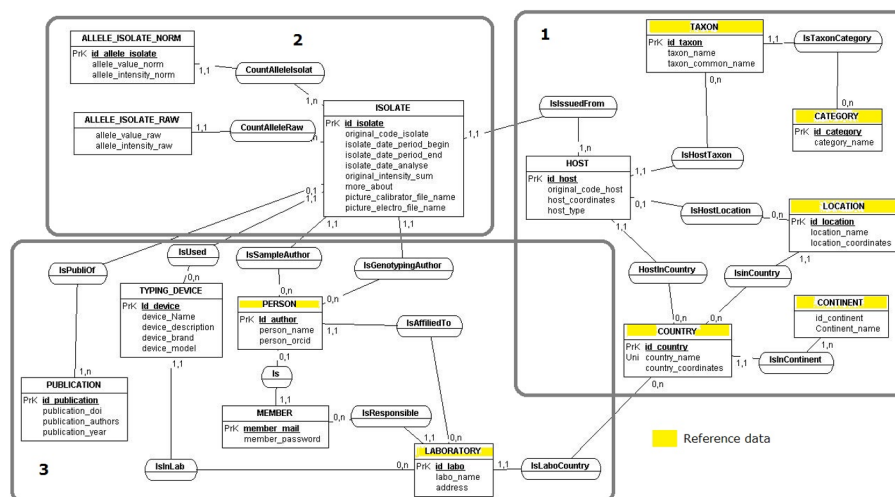 2
ALLELE_ISOLATE_NORM
PrK id_allele_isolate
allele_value_norm
allele_intensity_norm
1,1
CountAlleleIsolat
1,n
ALLELE_ISOLATE_RAW
allele_value_raw
allele_intensity_raw
1,1
CountAlleleRaw
n
ISOLATE
PrK id_isolate
original_code_isolate
isolate_date_period_begin
isolate_date_period_end
isolate_date_analyse
original_intensity_sum
more_about
picture_calibrator_file_name
picture_electro_file_name
1,1
0,1
1,1
1,1
1,1
1
TAXON
PrK id_taxon
taxon_name
taxon_common_name
1,1
IsTaxonCategory
0,n
0,n
CATEGORY
PrK id_category
category_name
IsIssuedFrom
1,n
HOST
PrK id_host
original_code_host
host_coordinates
host_type
1,1
IsHostTaxon
0,1
IsHostLocation
0,n
LOCATION
PrK id_location
location_name
location_coordinates
1,1
1,1
HostInCountry
IsinCountry
0,n
0,n
CONTINENT
id_continent
Continent_name
1,n
COUNTRY
PrK id_country
Uni country_name
country_coordinates
1,1
IsInContinent
0,n
3
IsPubliOf
IsUsed
IsSampleAuthor
IsGenotypingAuthor
0,n
0,n
0,n
TYPING_DEVICE
PrK Id_device
device_Name
device_description
device_brand
device_model
PERSON
PrK Id_author
person_name
person_orcid
1,1
IsAffiliedTo
0,1
Is
1,1
1,n
PUBLICATION
PrK id_publication
publication_doi
publication_authors
publication_year
1,1
MEMBER
PrK member_mail
member_password
0,n
IsResponsible
1,1
0,n
LABORATORY
PrK id_labo
labo_name
address
IsInLab
0,n
1,1
IsLaboCountry
Reference data